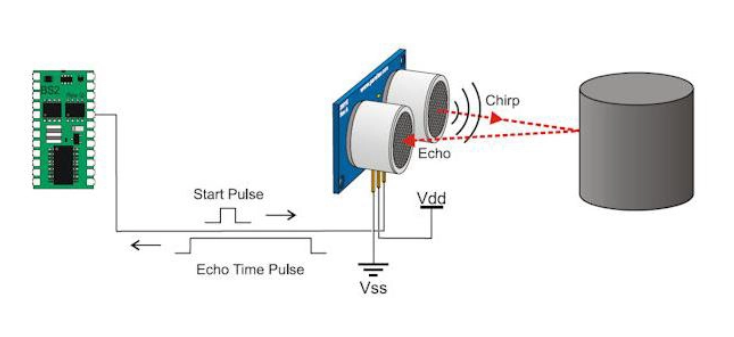 BS2
Chirp
Echo
Start Pulse
Vdd
Echo Time Pulse
Vss